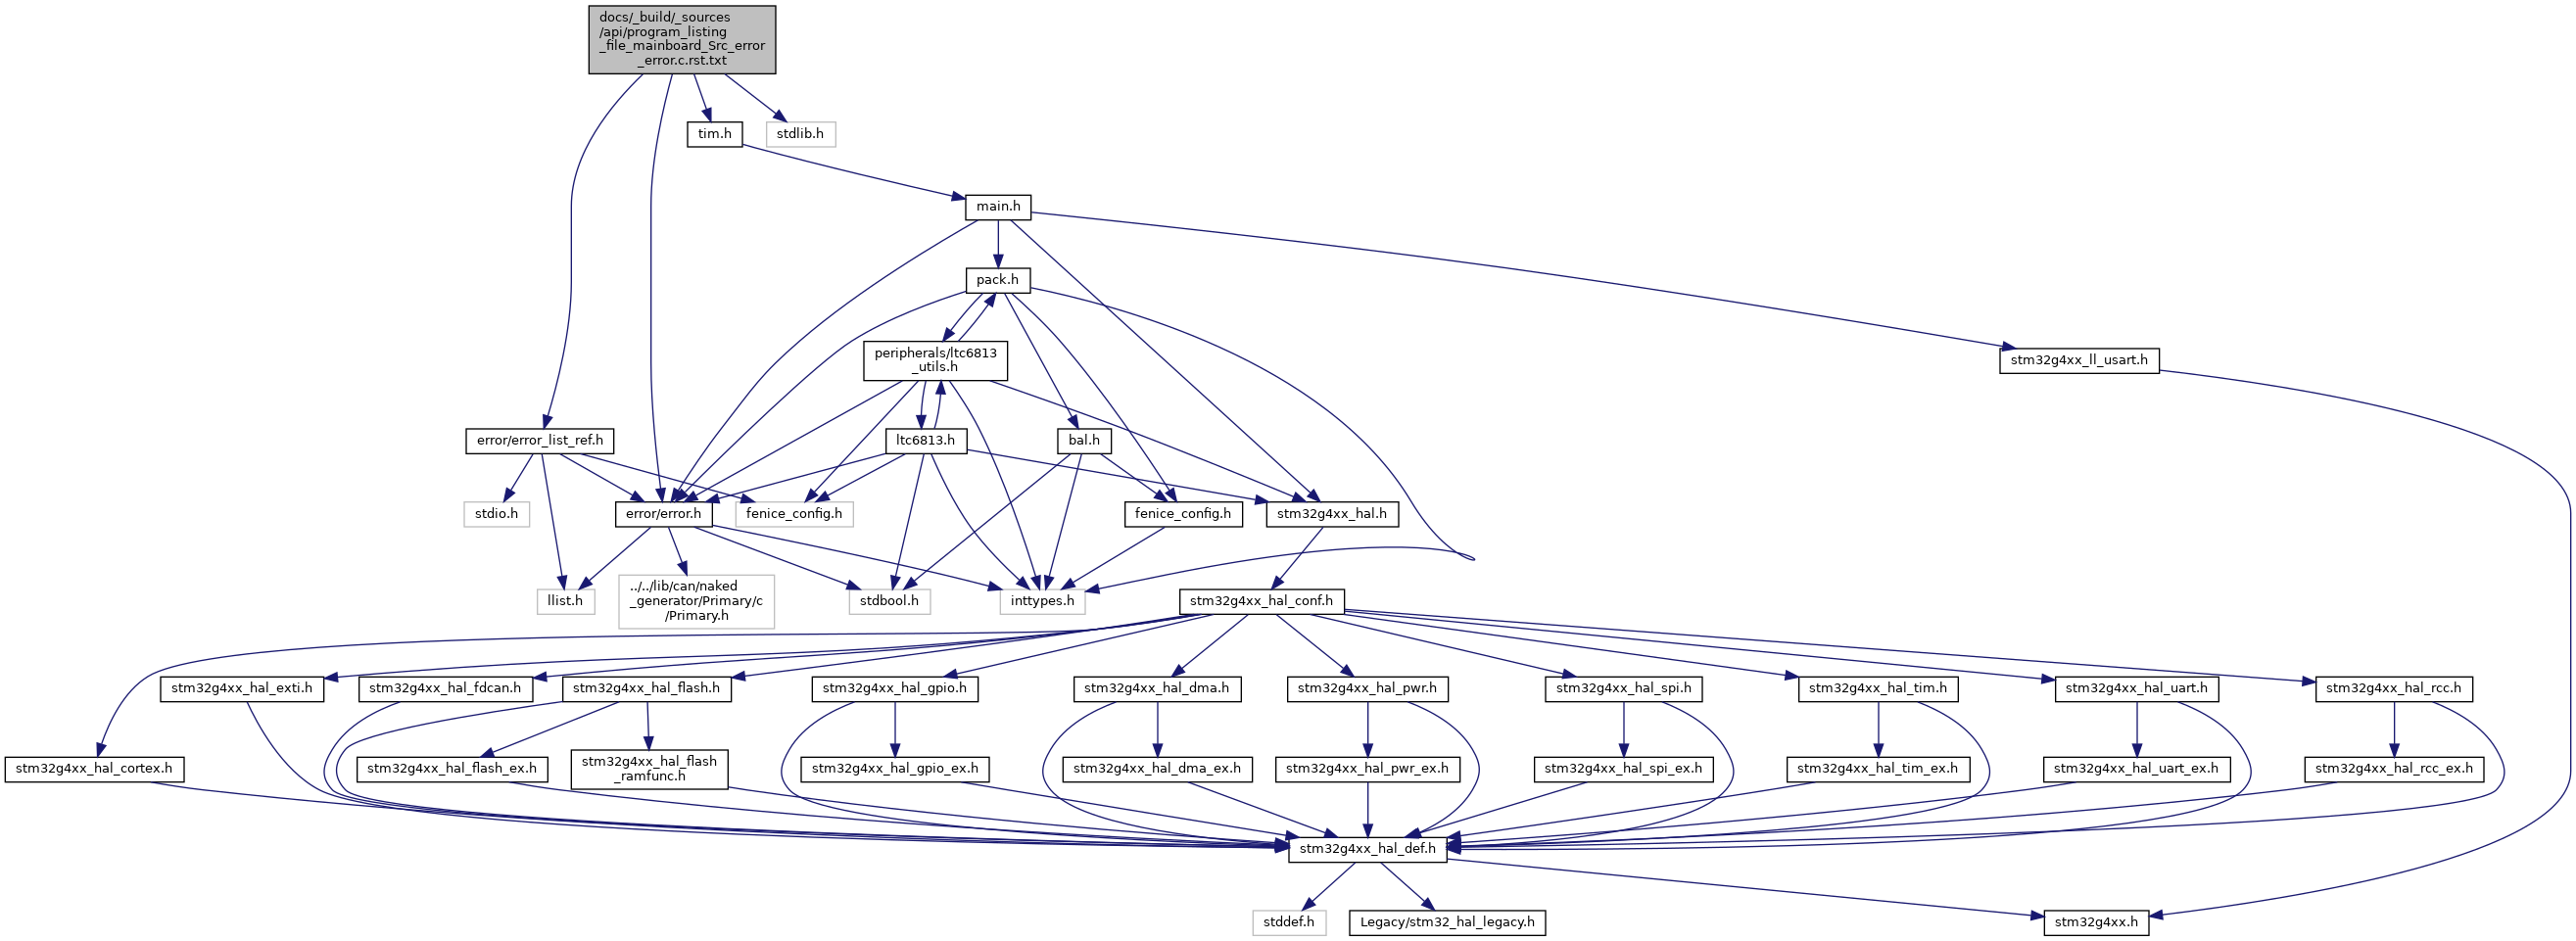 docs/_build/_sources
/api/program_listing
_file_mainboard_Src_error
_error.c.rst.txt
tim.h
stdlib.h
main.h
pack.h
peripherals/ltc6813
_utils.h
stm32g4xx_ll_usart.h
error/error_list_ref.h
ltc6813.h
bal.h
stdio.h
error/error.h
fenice_config.h
fenice_config.h
stm32g4xx_hal.h
llist.h
../../lib/can/naked
_generator/Primary/c
/Primary.h
stdbool.h
inttypes.h
stm32g4xx_hal_conf.h
stm32g4xx_hal_exti.h
stm32g4xx_hal_fdcan.h
stm32g4xx_hal_flash.h
stm32g4xx_hal_gpio.h
stm32g4xx_hal_dma.h
stm32g4xx_hal_pwr.h
stm32g4xx_hal_spi.h
stm32g4xx_hal_tim.h
stm32g4xx_hal_uart.h
stm32g4xx_hal_rcc.h
stm32g4xx_hal_cortex.h
stm32g4xx_hal_flash_ex.h
stm32g4xx_hal_flash
_ramfunc.h
stm32g4xx_hal_gpio_ex.h
stm32g4xx_hal_dma_ex.h
stm32g4xx_hal_pwr_ex.h
stm32g4xx_hal_spi_ex.h
stm32g4xx_hal_tim_ex.h
stm32g4xx_hal_uart_ex.h
stm32g4xx_hal_rcc_ex.h
stm32g4xx_hal_def.h
stddef.h
Legacy/stm32_hal_legacy.h
stm32g4xx.h